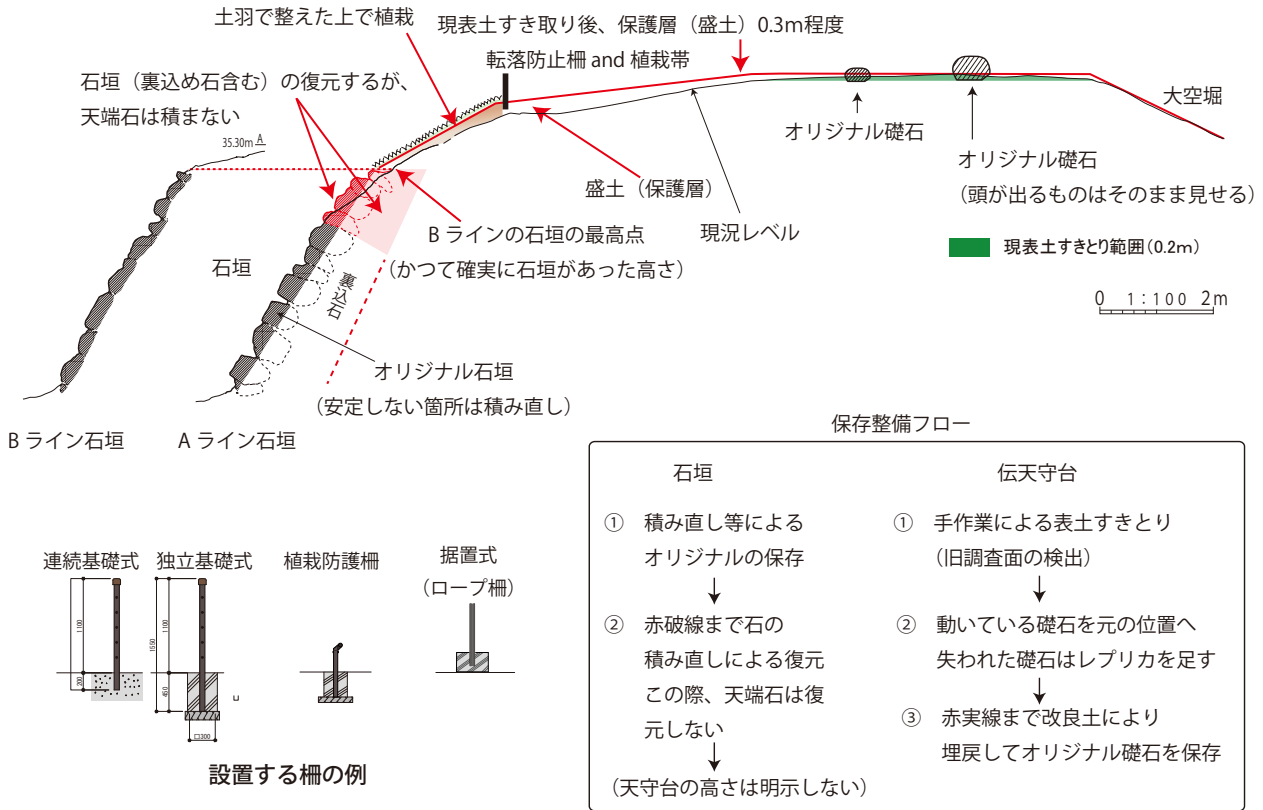 土羽で整えた上で植栽
現表土すき取り後、保護層（盛土）0.3m程度
転落防止柵 and 植栽帯
石垣（裏込め石含む）の復元するが、
天端石は積まない
35.30m A
大空堀
オリジナル礎石
オリジナル礎石
（頭が出るものはそのまま見せる）
盛土（保護層）
現況レベル
B ラインの石垣の最高点
（かつて確実に石垣があった高さ）
現表土すきとり範囲（0.2m）
0 1:100 2m
石垣
裏込石
オリジナル石垣
（安定しない箇所は積み直し）
B ライン石垣
A ライン石垣
保存整備フロー
石垣
① 積み直し等による
オリジナルの保存
② 赤破線まで石の
積み直しによる復元
この際、天端石は復
元しない
（天守台の高さは明示しない）
伝天守台
① 手作業による表土すきとり
（旧調査面の検出）
② 動いている礎石を元の位置へ
失われた礎石はレプリカを足す
③ 赤実線まで改良土により
埋戻してオリジナル礎石を保存
連続基礎式
独立基礎式
植栽防護柵
据置式
（ロープ柵）
1100
200
1550
1100
450
□300
設置する柵の例